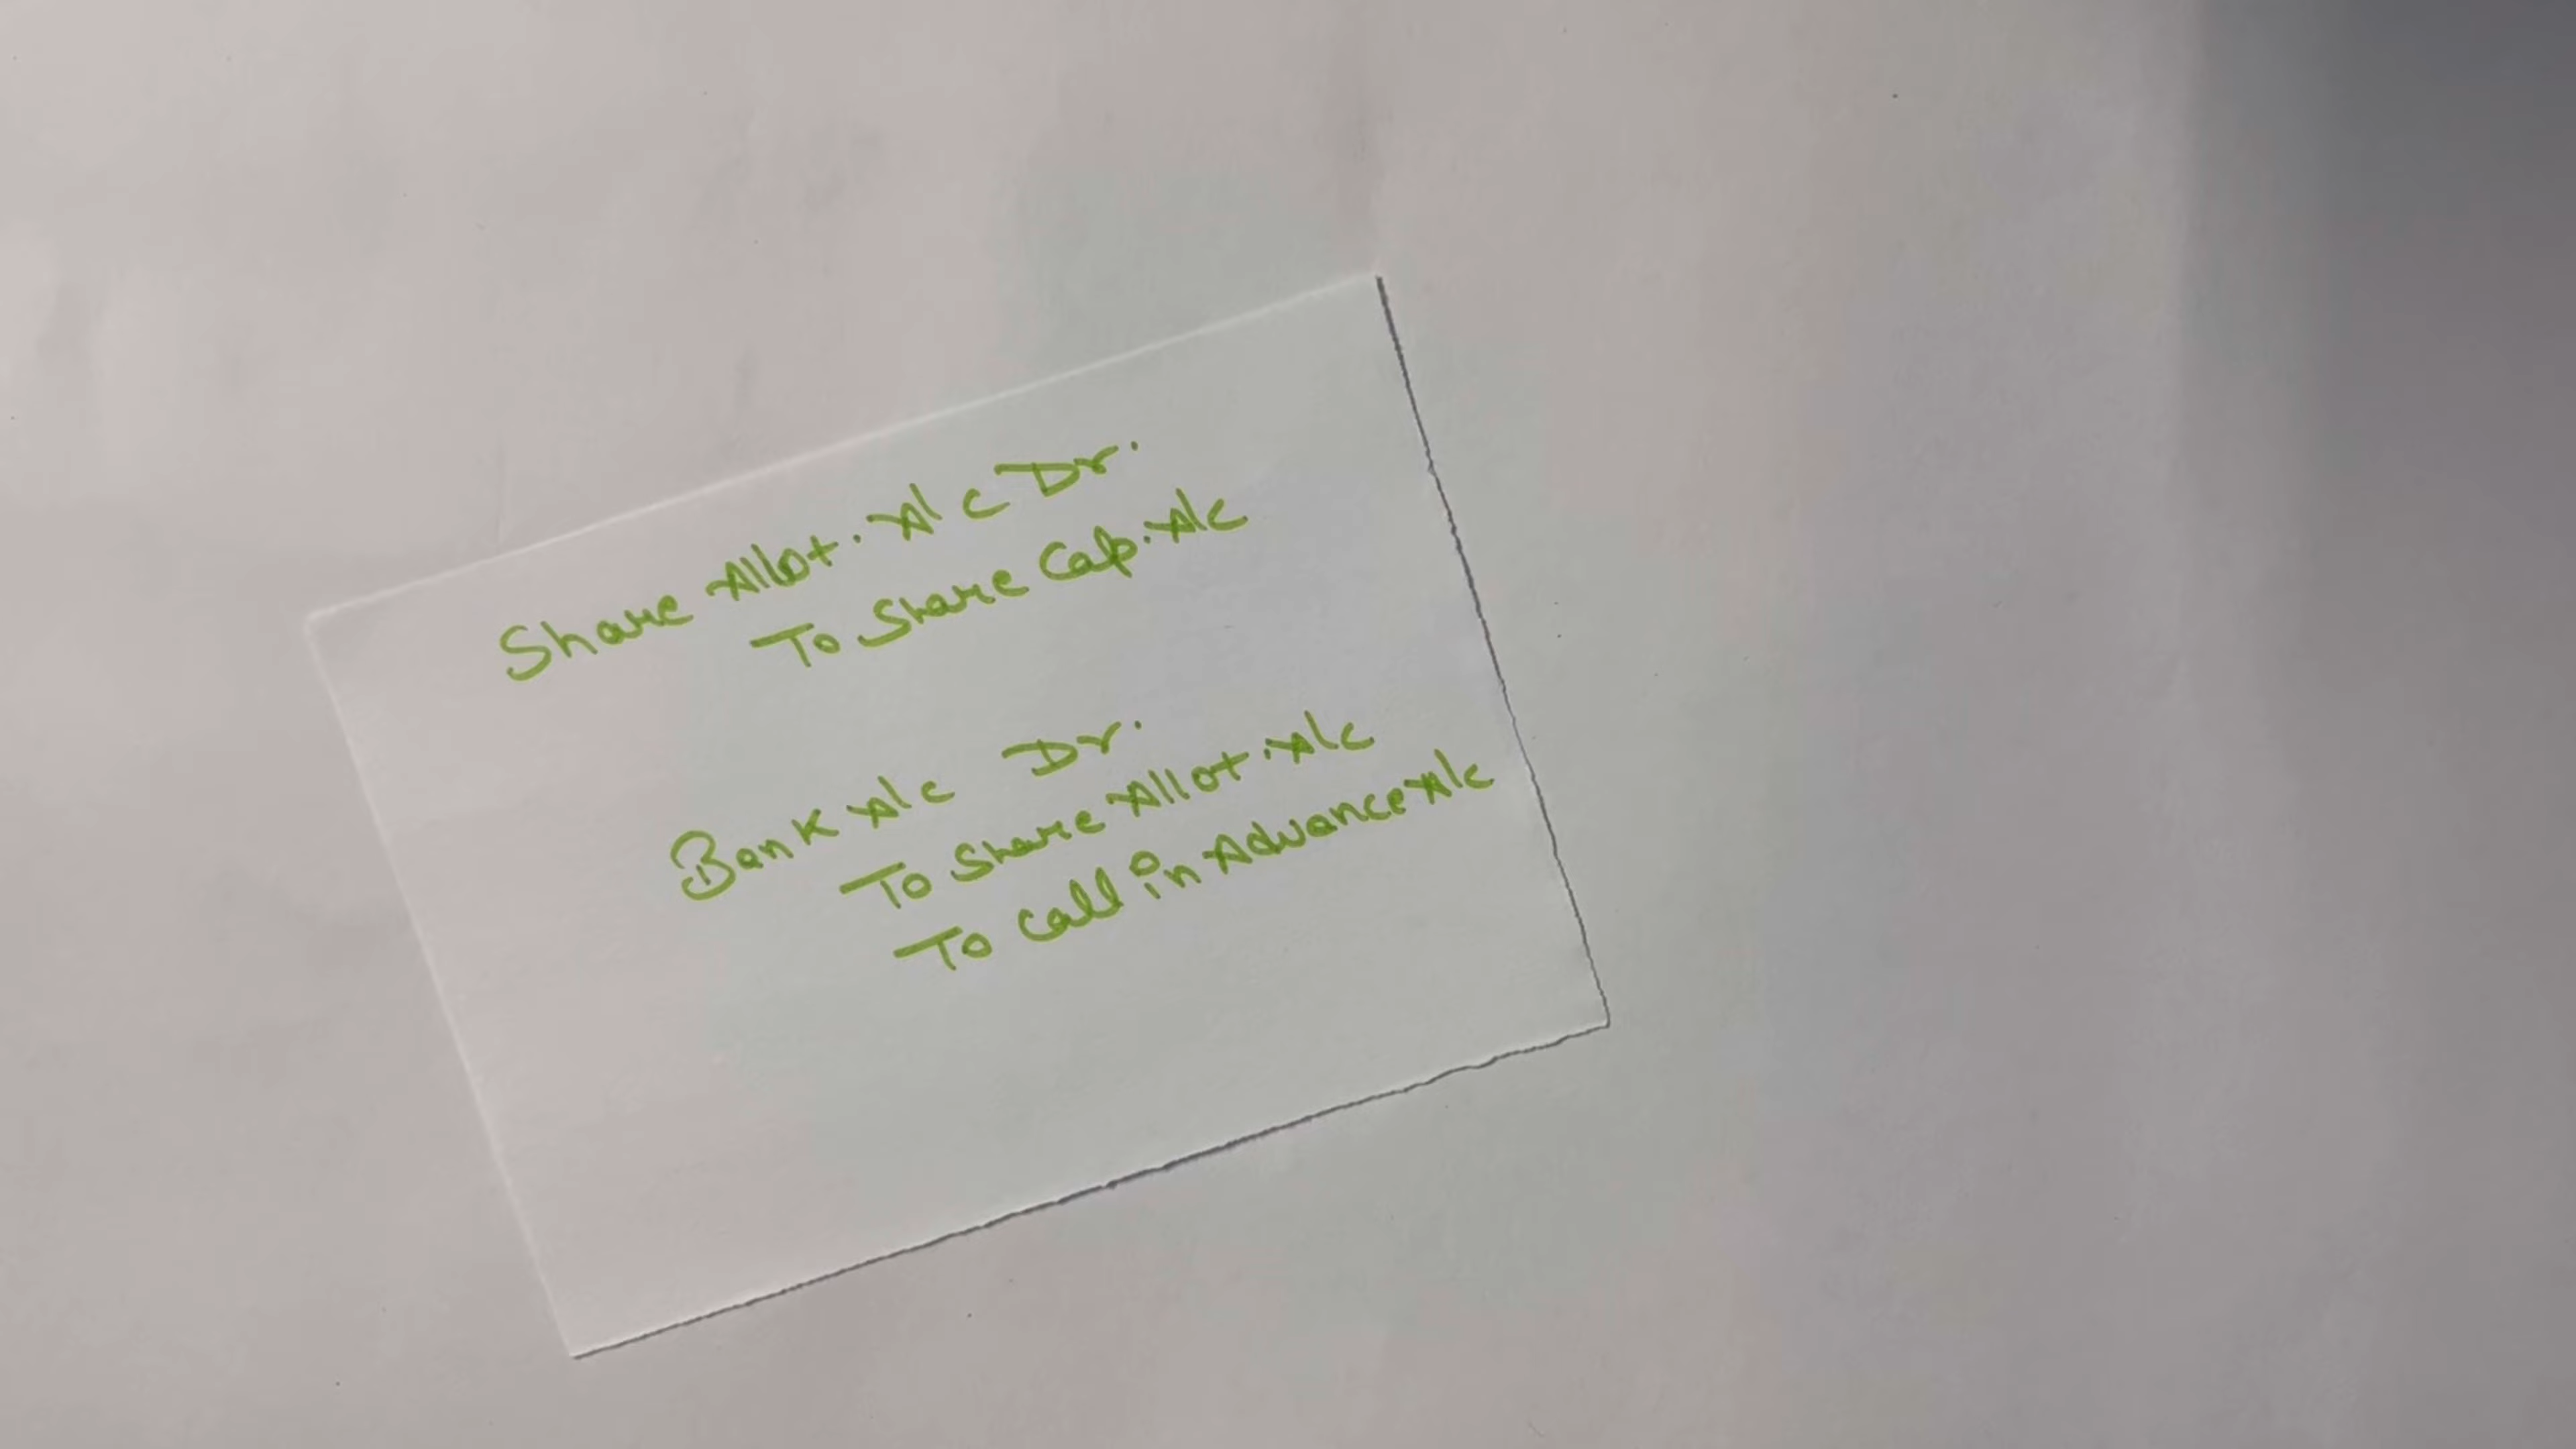 Share Allot. A/c Dr.
To Share Cap. A/c
Bank A/c Dr.
To Share Allot. A/c
To Call in Advance A/c